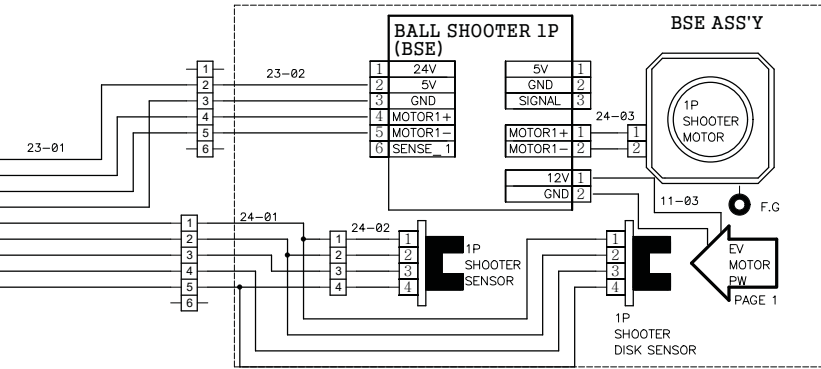 BSE ASS'Y
BALL SHOOTER 1P
(BSE)
1 24V
2 5V
3 GND
4 MOTOR1+
5 MOTOR1-
6 SENSE_1
5V 1
GND 2
SIGNAL 3
MOTOR1+ 1
MOTOR1- 2
12V 1
GND 2
1
2
3
4
5
6
23-02
23-01
24-03
1
2
1P
SHOOTER
MOTOR
11-03
F.G
1
2
3
4
5
6
24-01
24-02
1
2
3
4
1
2
3
4
1P
SHOOTER
SENSOR
1
2
3
4
1P
SHOOTER
DISK SENSOR
EV
MOTOR
PW
PAGE 1